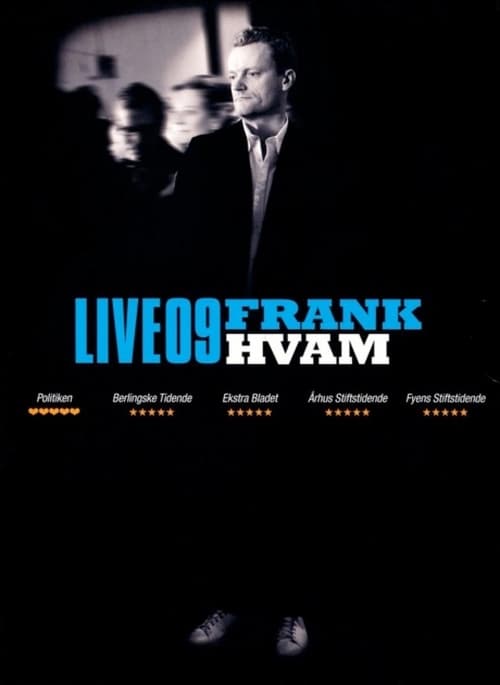 LIVE09 FRANK
HVAM
Politiken Berlingske Tidende Ekstra Bladet Århus Stiftstidende Fyens Stiftstidende